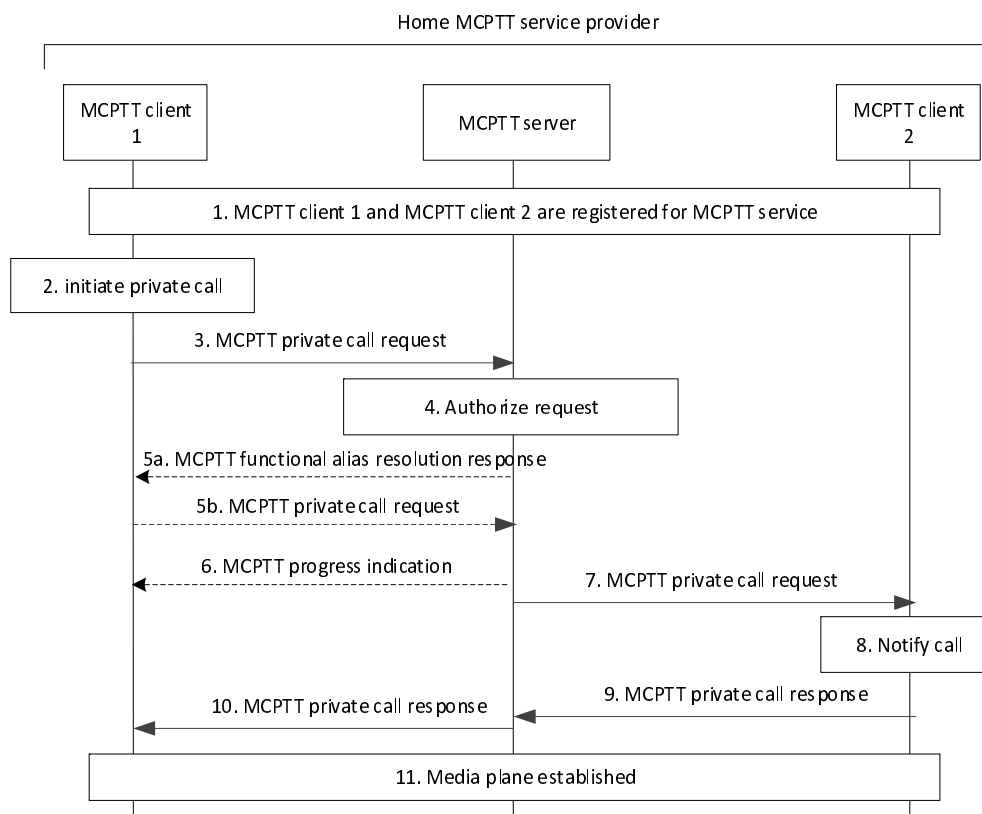 Home MCPTT service provider
MCPTT client
1
MCPTT server
MCPTT client
2
1. MCPTT client 1 and MCPTT client 2 are registered for MCPTT service
2. initiate private call
3. MCPTT private call request
4. Authorize request
5a. MCPTT functional alias resolution response
5b. MCPTT private call request
6. MCPTT progress indication
7. MCPTT private call request
8. Notify call
9. MCPTT private call response
10. MCPTT private call response
11. Media plane established